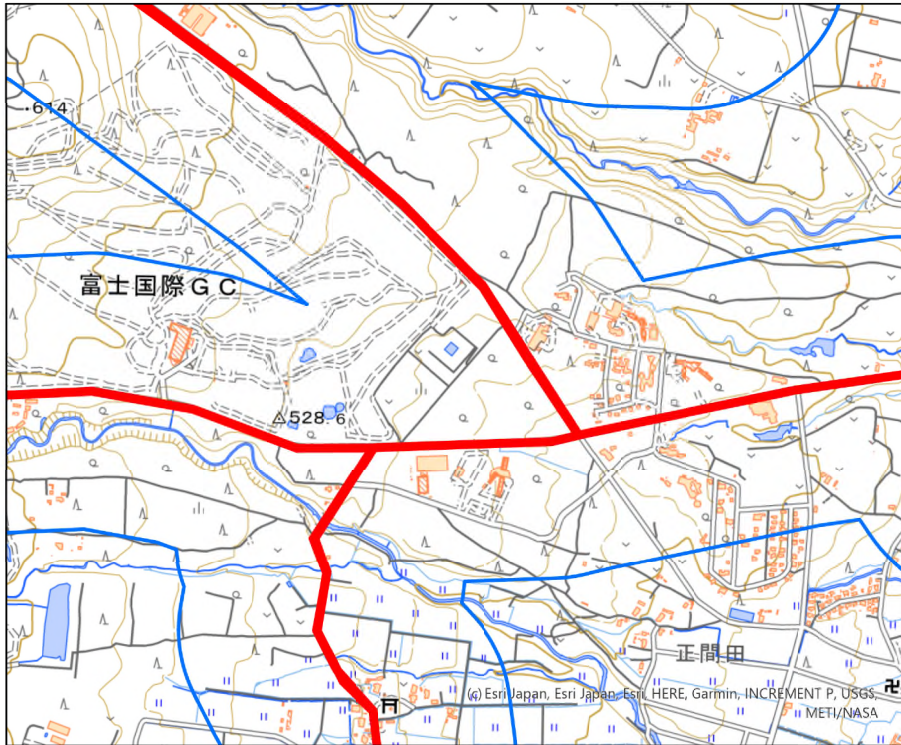 ・614
富士国際GC
△528.6
正間田
(c) Esri Japan, Esri Japan, Esri, HERE, Garmin, INCREMENT P, USGS,
METI/NASA